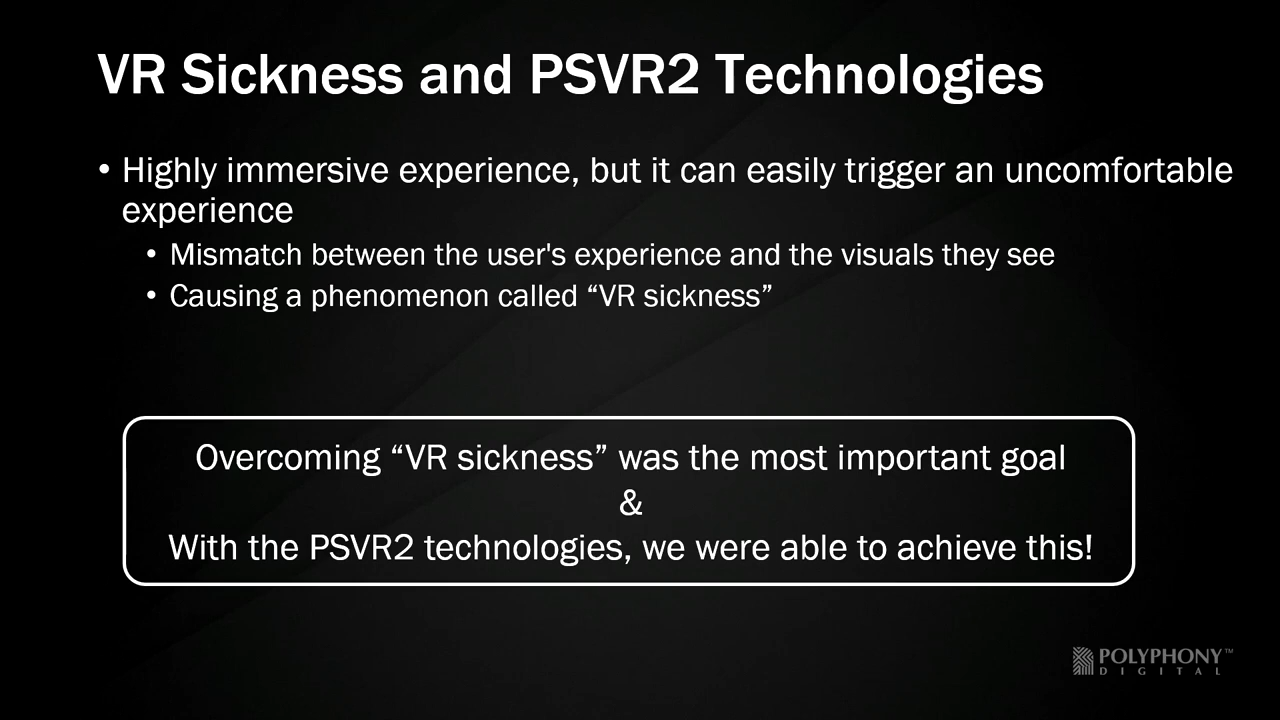 VR Sickness and PSVR2 Technologies
• Highly immersive experience, but it can easily trigger an uncomfortable
experience
• Mismatch between the user's experience and the visuals they see
• Causing a phenomenon called “VR sickness”
Overcoming “VR sickness” was the most important goal
&
With the PSVR2 technologies, we were able to achieve this!
POLYPHONY™
DIGITAL